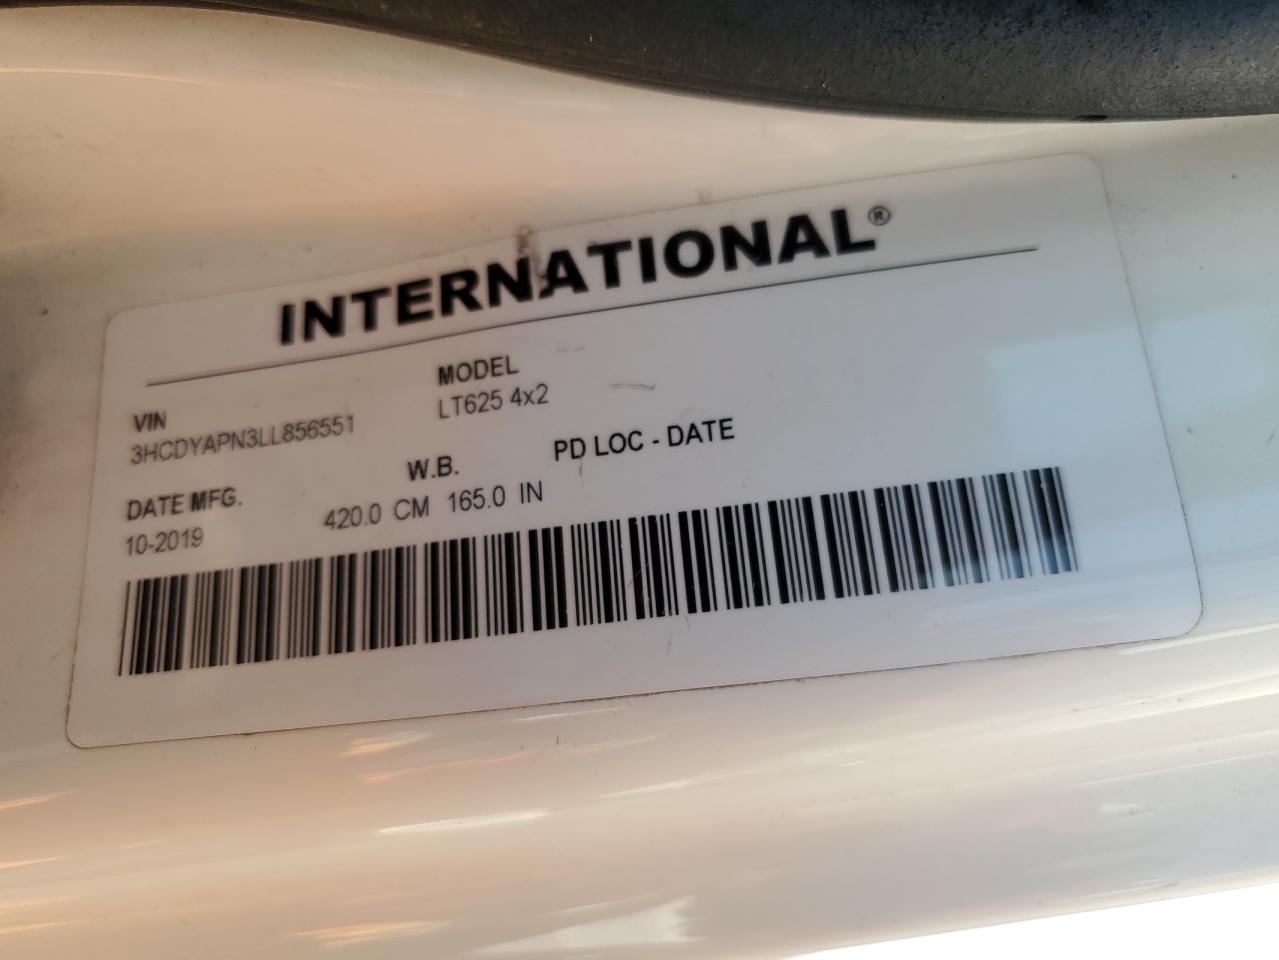 INTERNATIONAL®
VIN
3HCDYAPN3LL856551
MODEL
LT625 4x2
DATE MFG.
10-2019
W.B.
420.0 CM 165.0 IN
PD LOC - DATE